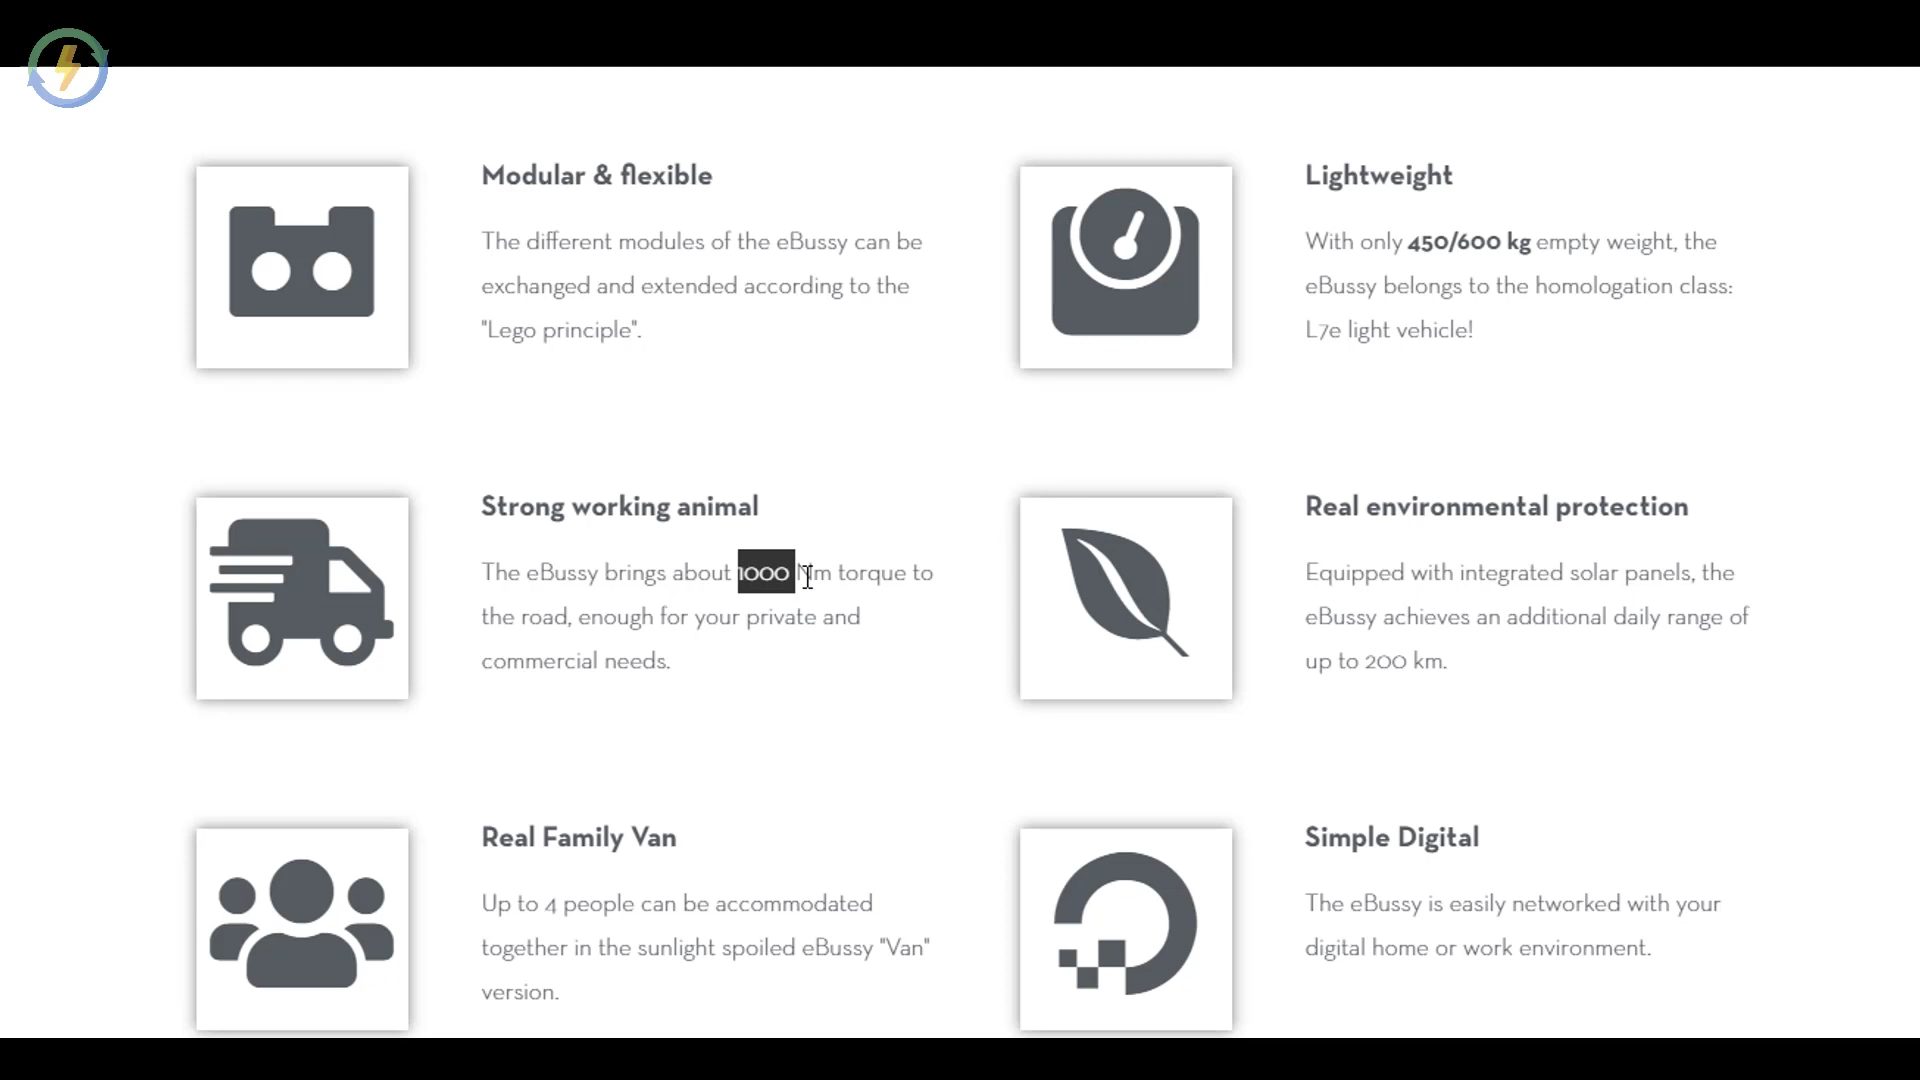 Modular & flexible
The different modules of the eBussy can be
exchanged and extended according to the
"Lego principle".
Lightweight
With only 450/600 kg empty weight, the
eBussy belongs to the homologation class:
L7e light vehicle!
Strong working animal
The eBussy brings about 1000 Nm torque to
the road, enough for your private and
commercial needs.
Real environmental protection
Equipped with integrated solar panels, the
eBussy achieves an additional daily range of
up to 200 km.
Real Family Van
Up to 4 people can be accommodated
together in the sunlight spoiled eBussy "Van"
version.
Simple Digital
The eBussy is easily networked with your
digital home or work environment.